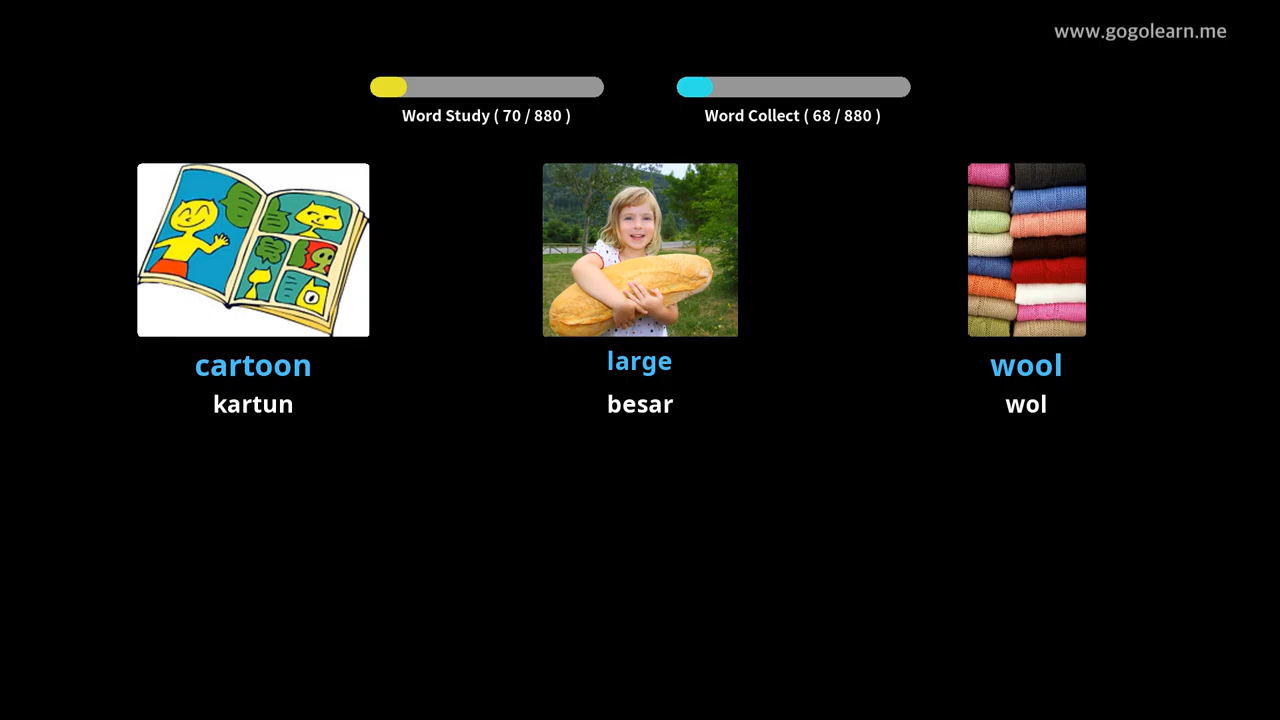 www.gogolearn.me
Word Study ( 70 / 880 )
Word Collect ( 68 / 880 )
cartoon
kartun
large
besar
wool
wol